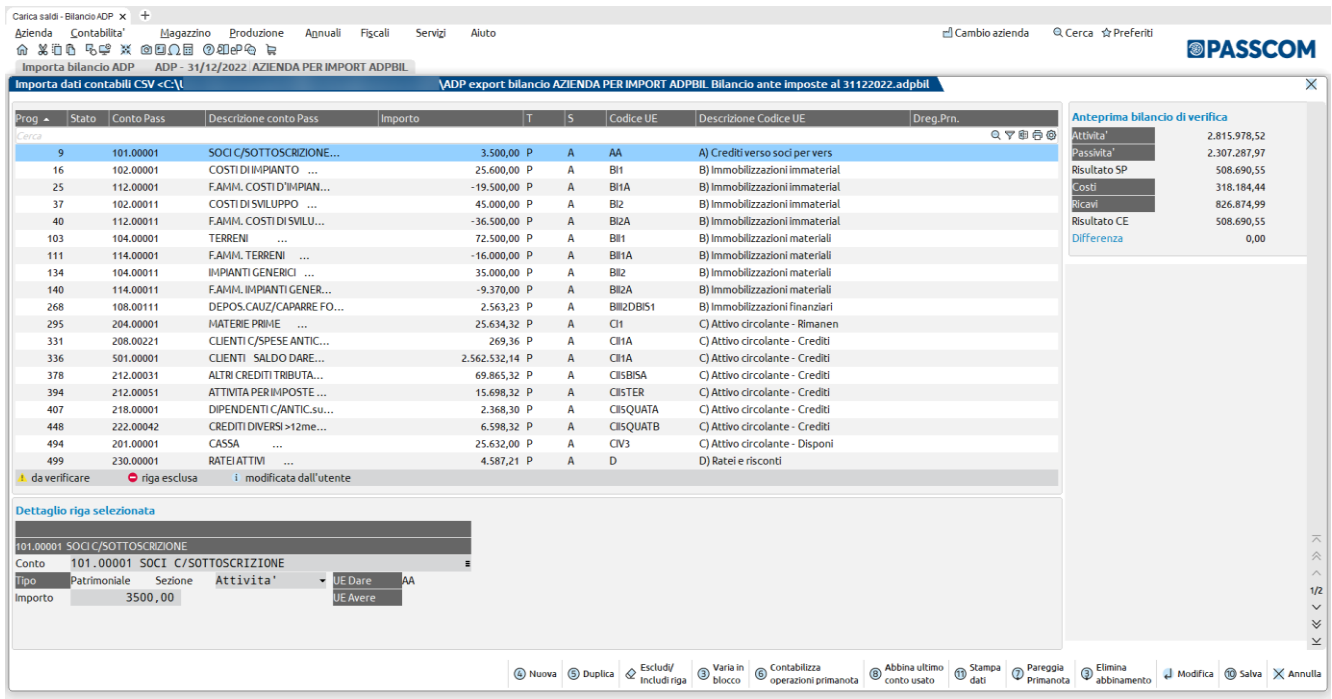 Carica saldi - Bilancio ADP × +
Azienda Contabilita' Magazzino Produzione Annuali Fiscali Servizi Aiuto Cambio azienda Cerca Preferiti
PASSCOM
Importa bilancio ADP ADP - 31/12/2022 AZIENDA PER IMPORT ADPBIL
Importa dati contabili CSV <C:\L \ADP export bilancio AZIENDA PER IMPORT ADPBIL Bilancio ante imposte al 31122022.adpbil
Prog Stato Conto Pass Descrizione conto Pass Importo T S Codice UE Descrizione Codice UE Dreg.Prn.
Cerca
9 101.00001 SOCI C/SOTTOSCRIZIONE... 3.500,00 P A AA A) Crediti verso soci per vers
16 102.00001 COSTI DI IMPIANTO ... 25.600,00 P A BI1 B) Immobilizzazioni immaterial
25 112.00001 F.AMM. COSTI D'IMPIAN... -19.500,00 P A BI1A B) Immobilizzazioni immaterial
37 102.00011 COSTI DI SVILUPPO ... 45.000,00 P A BI2 B) Immobilizzazioni immaterial
40 112.00011 F.AMM. COSTI DI SVILU... -36.500,00 P A BI2A B) Immobilizzazioni immaterial
103 104.00001 TERRENI ... 72.500,00 P A BII1 B) Immobilizzazioni materiali
111 114.00001 F.AMM. TERRENI ... -16.000,00 P A BII1A B) Immobilizzazioni materiali
134 104.00011 IMPIANTI GENERICI ... 35.000,00 P A BII2 B) Immobilizzazioni materiali
140 114.00011 F.AMM. IMPIANTI GENER... -9.370,00 P A BII2A B) Immobilizzazioni materiali
268 108.00111 DEPOS.CAUZ/CAPARRE FO... 2.563,23 P A BIII2DBIS1 B) Immobilizzazioni finanziari
295 204.00001 MATERIE PRIME ... 25.634,32 P A CI1 C) Attivo circolante - Rimanen
331 208.00221 CLIENTI C/SPESE ANTIC... 269,36 P A CII1A C) Attivo circolante - Crediti
336 501.00001 CLIENTI SALDO DARE... 2.562.532,14 P A CII1A C) Attivo circolante - Crediti
378 212.00031 ALTRI CREDITI TRIBUTA... 69.865,32 P A CII5BISA C) Attivo circolante - Crediti
394 212.00051 ATTIVITA PER IMPOSTE ... 15.698,32 P A CII5TER C) Attivo circolante - Crediti
407 218.00001 DIPENDENTI C/ANTIC.su... 2.368,30 P A CII5QUATA C) Attivo circolante - Crediti
448 222.00042 CREDITI DIVERSI >12me... 6.598,32 P A CII5QUATB C) Attivo circolante - Crediti
494 201.00001 CASSA ... 25.632,00 P A CIV3 C) Attivo circolante - Disponi
499 230.00001 RATEI ATTIVI ... 4.587,21 P A D D) Ratei e risconti
da verificare riga esclusa modificata dall'utente
Anteprima bilancio di verifica
Attivita' 2.815.978,52
Passivita' 2.307.287,97
Risultato SP 508.690,55
Costi 318.184,44
Ricavi 826.874,99
Risultato CE 508.690,55
Differenza 0,00
Dettaglio riga selezionata
101.00001 SOCI C/SOTTOSCRIZIONE
Conto 101.00001 SOCI C/SOTTOSCRIZIONE
Tipo Patrimoniale Sezione Attivita' UE Dare AA
Importo 3500,00 UE Avere
1/2
4 Nuova 5 Duplica Escludi/ Includi riga 3 Varia in blocco 6 Contabilizza operazioni primanota 8 Abbina ultimo conto usato 11 Stampa dati 7 Pareggia Primanota 3 Elimina abbinamento Modifica 10 Salva Annulla